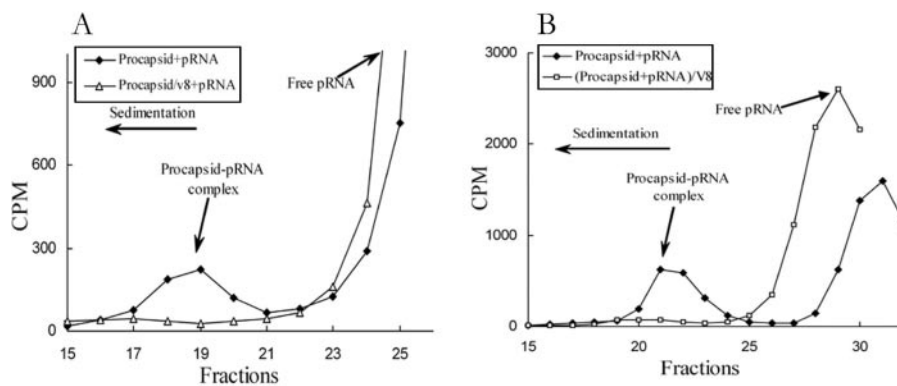 A
Procapsid+pRNA
Procapsid/v8+pRNA
Free pRNA
Sedimentation
Procapsid-pRNA
complex
CPM
900
600
300
0
15 17 19 21 23 25
Fractions
B
Procapsid+pRNA
(Procapsid+pRNA)/V8
Free pRNA
Sedimentation
Procapsid-pRNA
complex
CPM
3000
2000
1000
0
15 20 25 30
Fractions